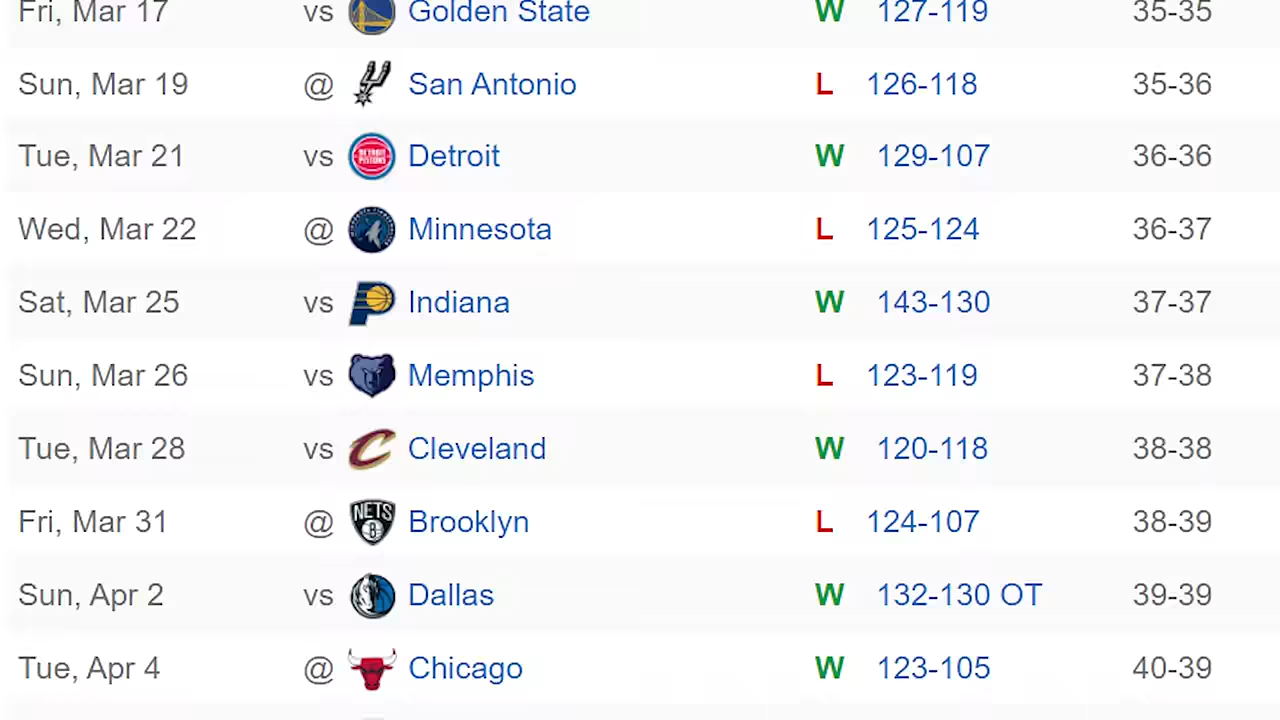 Fri, Mar 17 vs Golden State W 127-119 35-35
Sun, Mar 19 @ San Antonio L 126-118 35-36
Tue, Mar 21 vs DETROIT PISTONS Detroit W 129-107 36-36
Wed, Mar 22 @ Minnesota L 125-124 36-37
Sat, Mar 25 vs Indiana W 143-130 37-37
Sun, Mar 26 vs Memphis L 123-119 37-38
Tue, Mar 28 vs Cleveland W 120-118 38-38
Fri, Mar 31 @ NETS B Brooklyn L 124-107 38-39
Sun, Apr 2 vs Dallas W 132-130 OT 39-39
Tue, Apr 4 @ Chicago W 123-105 40-39